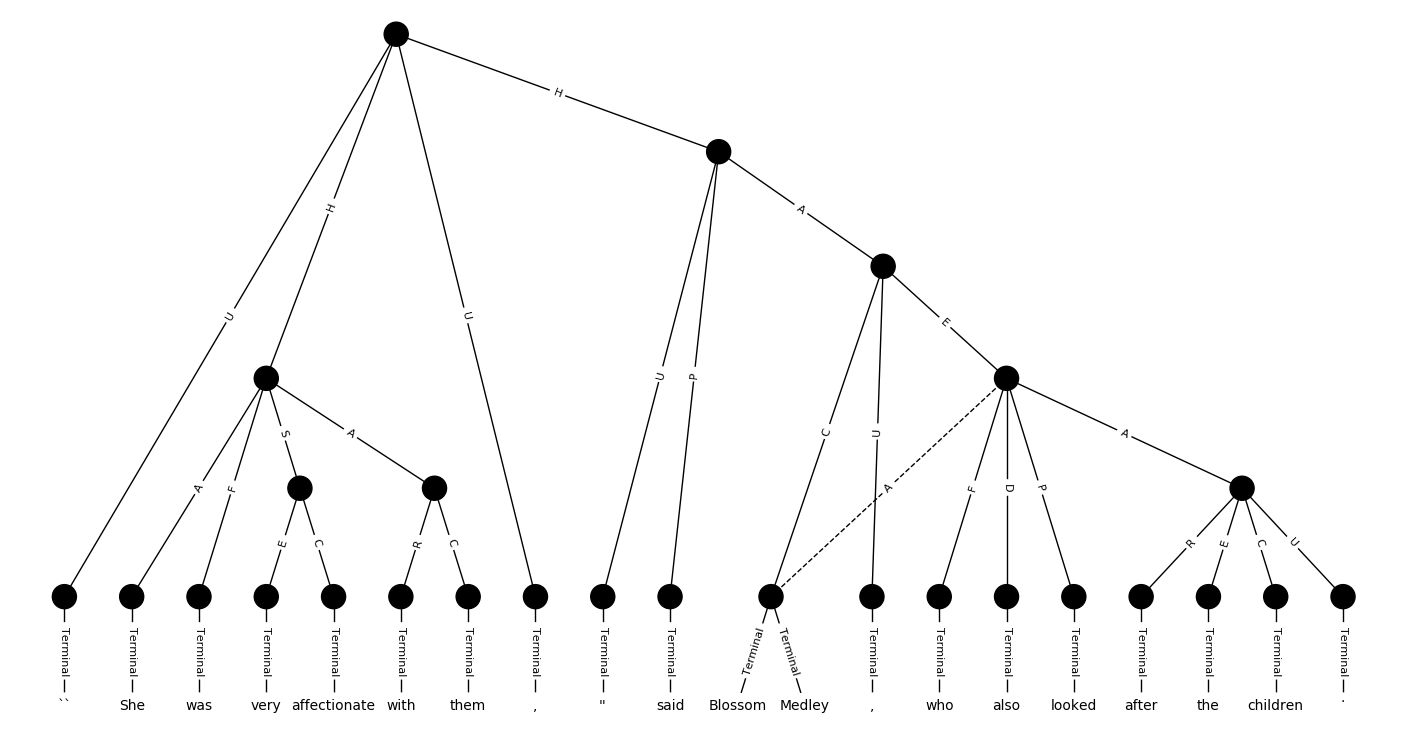 H
A
H
A
U
E
U
U
P
S
A
C
U
A
A
F
A
F
D
P
E
C
R
C
R
E
C
U
Terminal Terminal Terminal Terminal Terminal Terminal Terminal Terminal Terminal Terminal Terminal Terminal Terminal Terminal Terminal Terminal Terminal Terminal Terminal Terminal
`` She was very affectionate with them , " said Blossom Medley , who also looked after the children .